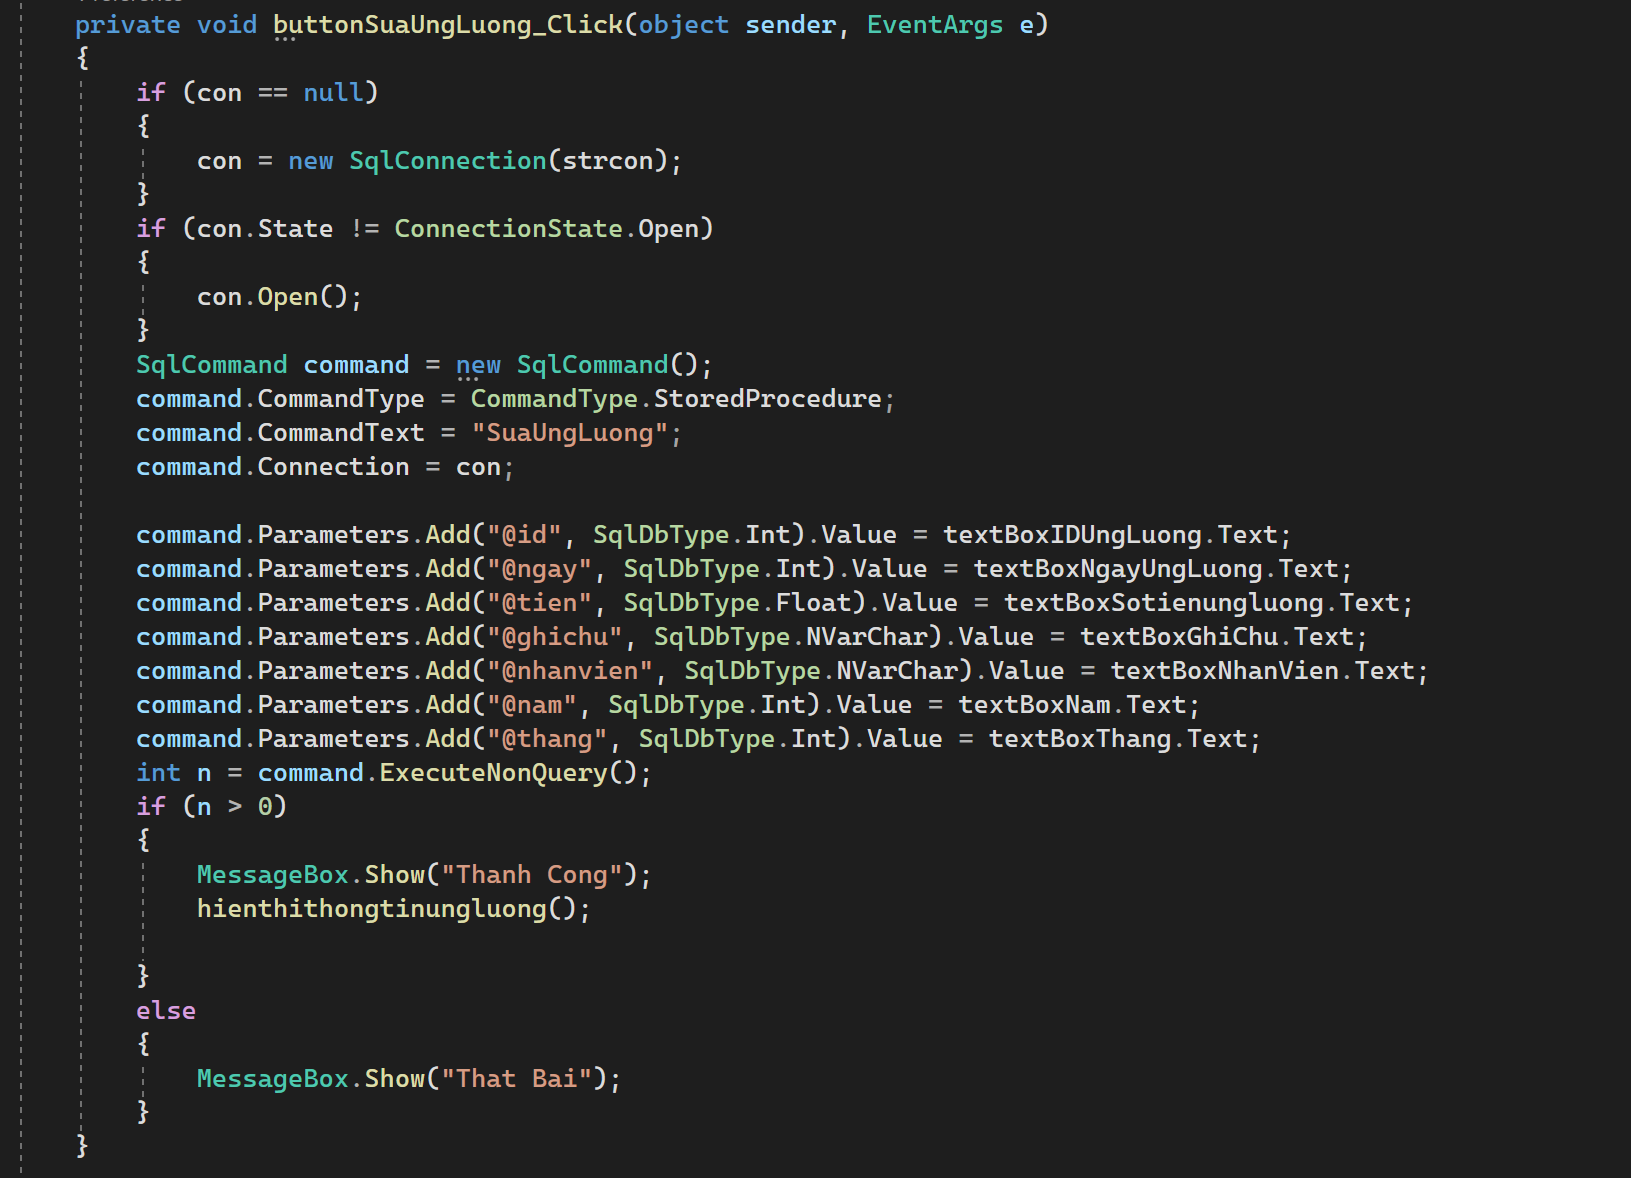 private void buttonSuaUngLuong_Click(object sender, EventArgs e)
{
if (con == null)
{
con = new SqlConnection(strcon);
}
if (con.State != ConnectionState.Open)
{
con.Open();
}
SqlCommand command = new SqlCommand();
command.CommandType = CommandType.StoredProcedure;
command.CommandText = "SuaUngLuong";
command.Connection = con;
command.Parameters.Add("@id", SqlDbType.Int).Value = textBoxIDUngLuong.Text;
command.Parameters.Add("@ngay", SqlDbType.Int).Value = textBoxNgayUngLuong.Text;
command.Parameters.Add("@tien", SqlDbType.Float).Value = textBoxSotienungluong.Text;
command.Parameters.Add("@ghichu", SqlDbType.NVarChar).Value = textBoxGhiChu.Text;
command.Parameters.Add("@nhanvien", SqlDbType.NVarChar).Value = textBoxNhanVien.Text;
command.Parameters.Add("@nam", SqlDbType.Int).Value = textBoxNam.Text;
command.Parameters.Add("@thang", SqlDbType.Int).Value = textBoxThang.Text;
int n = command.ExecuteNonQuery();
if (n > 0)
{
MessageBox.Show("Thanh Cong");
hienthithongtinungluong();
}
else
{
MessageBox.Show("That Bai");
}
}